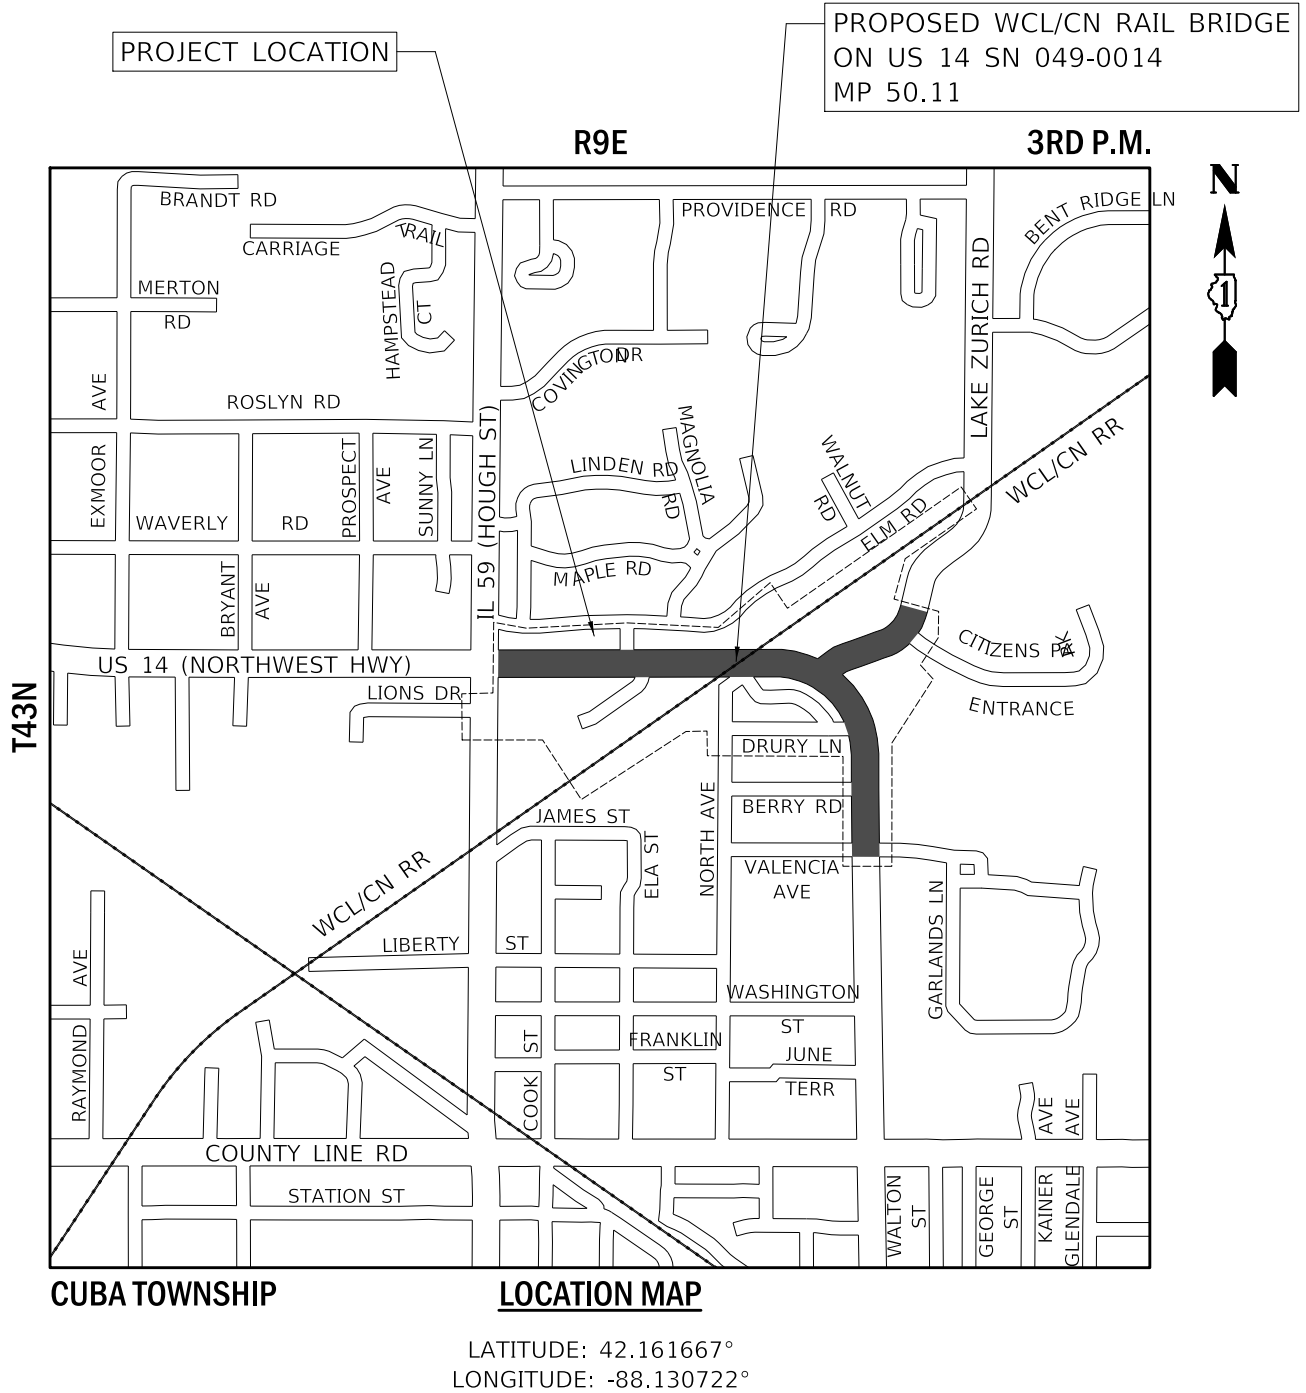 PROJECT LOCATION
PROPOSED WCL/CN RAIL BRIDGE
ON US 14 SN 049-0014
MP 50.11
R9E
3RD P.M.
N
1
BRANDT RD
CARRIAGE
TRAIL
MERTON
RD
HAMPSTEAD
CT
PROVIDENCE RD
BENT RIDGE LN
LAKE ZURICH RD
COVINGTON DR
ROSLYN RD
EXMOOR AVE
WAVERLY RD
PROSPECT
AVE
SUNNY LN
BRYANT
AVE
IL 59 (HOUGH ST)
LINDEN RD
MAGNOLIA
RD
WALNUT
RD
ELM RD
WCL/CN RR
MAPLE RD
US 14 (NORTHWEST HWY)
LIONS DR
CITIZENS PARK
ENTRANCE
T43N
DRURY LN
BERRY RD
NORTH AVE
JAMES ST
ELA ST
VALENCIA
AVE
WCL/CN RR
LIBERTY ST
GARLANDS LN
RAYMOND AVE
WASHINGTON
ST
FRANKLIN
ST
JUNE
TERR
COOK ST
COUNTY LINE RD
STATION ST
WALTON
ST
GEORGE
ST
KAINER AVE
GLENDALE AVE
CUBA TOWNSHIP
LOCATION MAP
LATITUDE: 42.161667°
LONGITUDE: -88.130722°